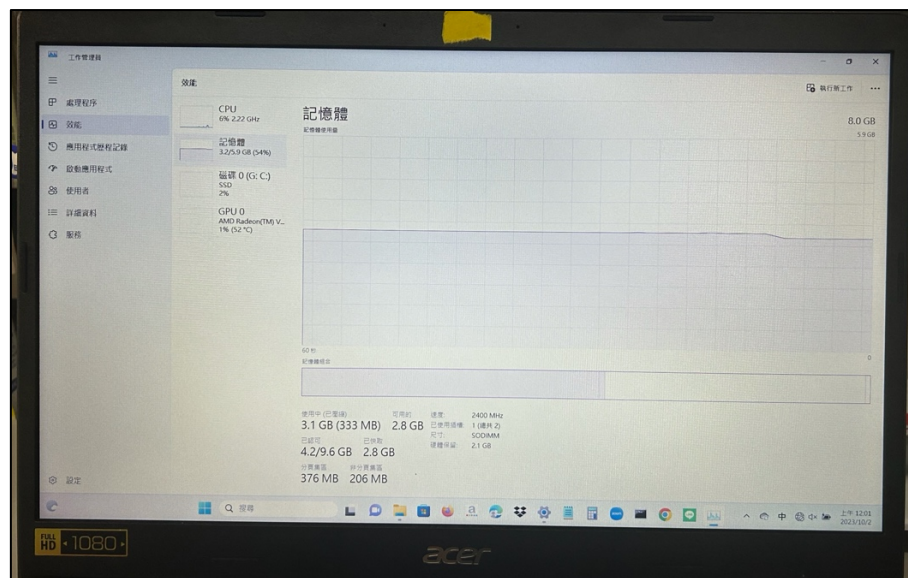 工作管理員
效能
執行新工作
處理程序
效能
應用程式歷程記錄
啟動應用程式
使用者
詳細資料
服務
設定
CPU
6% 2.22 GHz
記憶體
3.2/5.9 GB (54%)
磁碟 0 (G: C:)
SSD
2%
GPU 0
AMD Radeon(TM) V...
1% (52 °C)
記憶體
8.0 GB
記憶體使用量
5.9 GB
60 秒
0
記憶體組合
使用中 (已壓縮)
3.1 GB (333 MB)
可用的
2.8 GB
已認可
4.2/9.6 GB
已快取
2.8 GB
分頁集區
376 MB
非分頁集區
206 MB
速度: 2400 MHz
已使用插槽: 1 (總共 2)
尺寸: SODIMM
硬體保留: 2.1 GB
搜尋
中
上午 12:01
2023/10/2
FULL HD 1080
acer